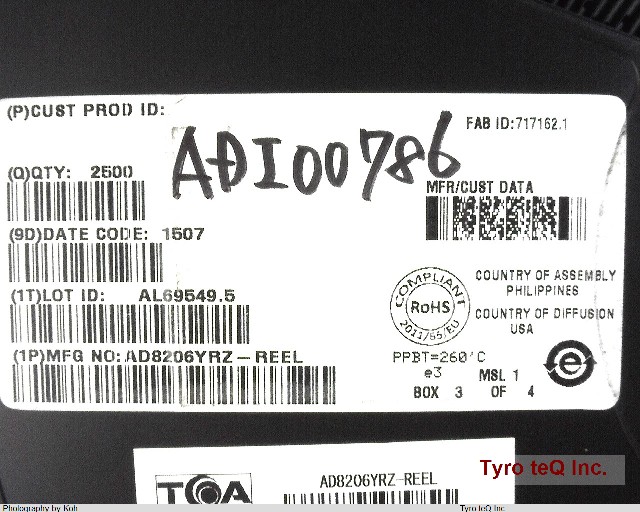 (P)CUST PROD ID:
ADI00786
FAB ID:717162.1
(Q)QTY: 2500
MFR/CUST DATA
(9D)DATE CODE: 1507
(1T)LOT ID: AL69549.5
COMPLIANT
RoHS
2011/65/EU
COUNTRY OF ASSEMBLY
PHILIPPINES
COUNTRY OF DIFFUSION
USA
(1P)MFG NO:AD8206YRZ-REEL
PPBT=260'C
e3 MSL 1
BOX 3 OF 4
e
TCA
AD8206YRZ-REEL
Tyro teQ Inc.
Photography by Koh
Tyro teQ Inc